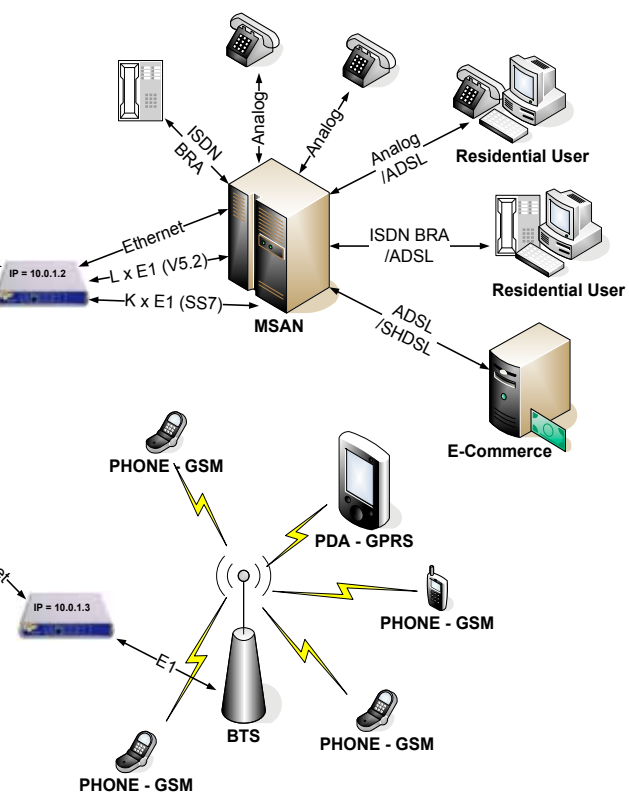 ISDN
BRA
Analog
Analog
Analog
/ADSL
Residential User
Ethernet
IP = 10.0.1.2
L x E1 (V5.2)
K x E1 (SS7)
MSAN
ISDN BRA
/ADSL
Residential User
ADSL
/SHDSL
E-Commerce
PHONE - GSM
PDA - GPRS
PHONE - GSM
IP = 10.0.1.3
E1
BTS
PHONE - GSM
PHONE - GSM